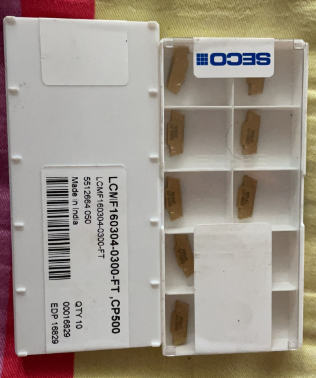 SECO
LCMF160304-0300-FT ,CP500
LCMF160304-0300-FT
5512664 050
Made in India
QTY 10
00016829
EDP 16829